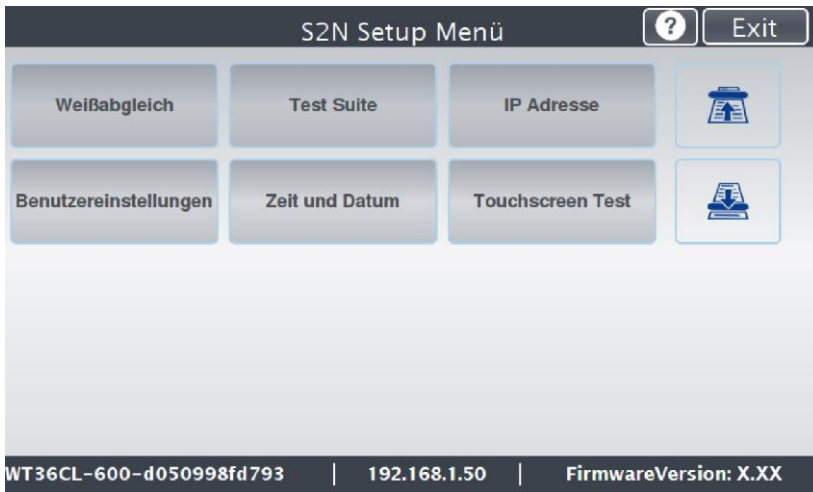 S2N Setup Menü
?
Exit
Weißabgleich
Test Suite
IP Adresse
Benutzereinstellungen
Zeit und Datum
Touchscreen Test
WT36CL-600-d050998fd793 | 192.168.1.50 | FirmwareVersion: X.XX